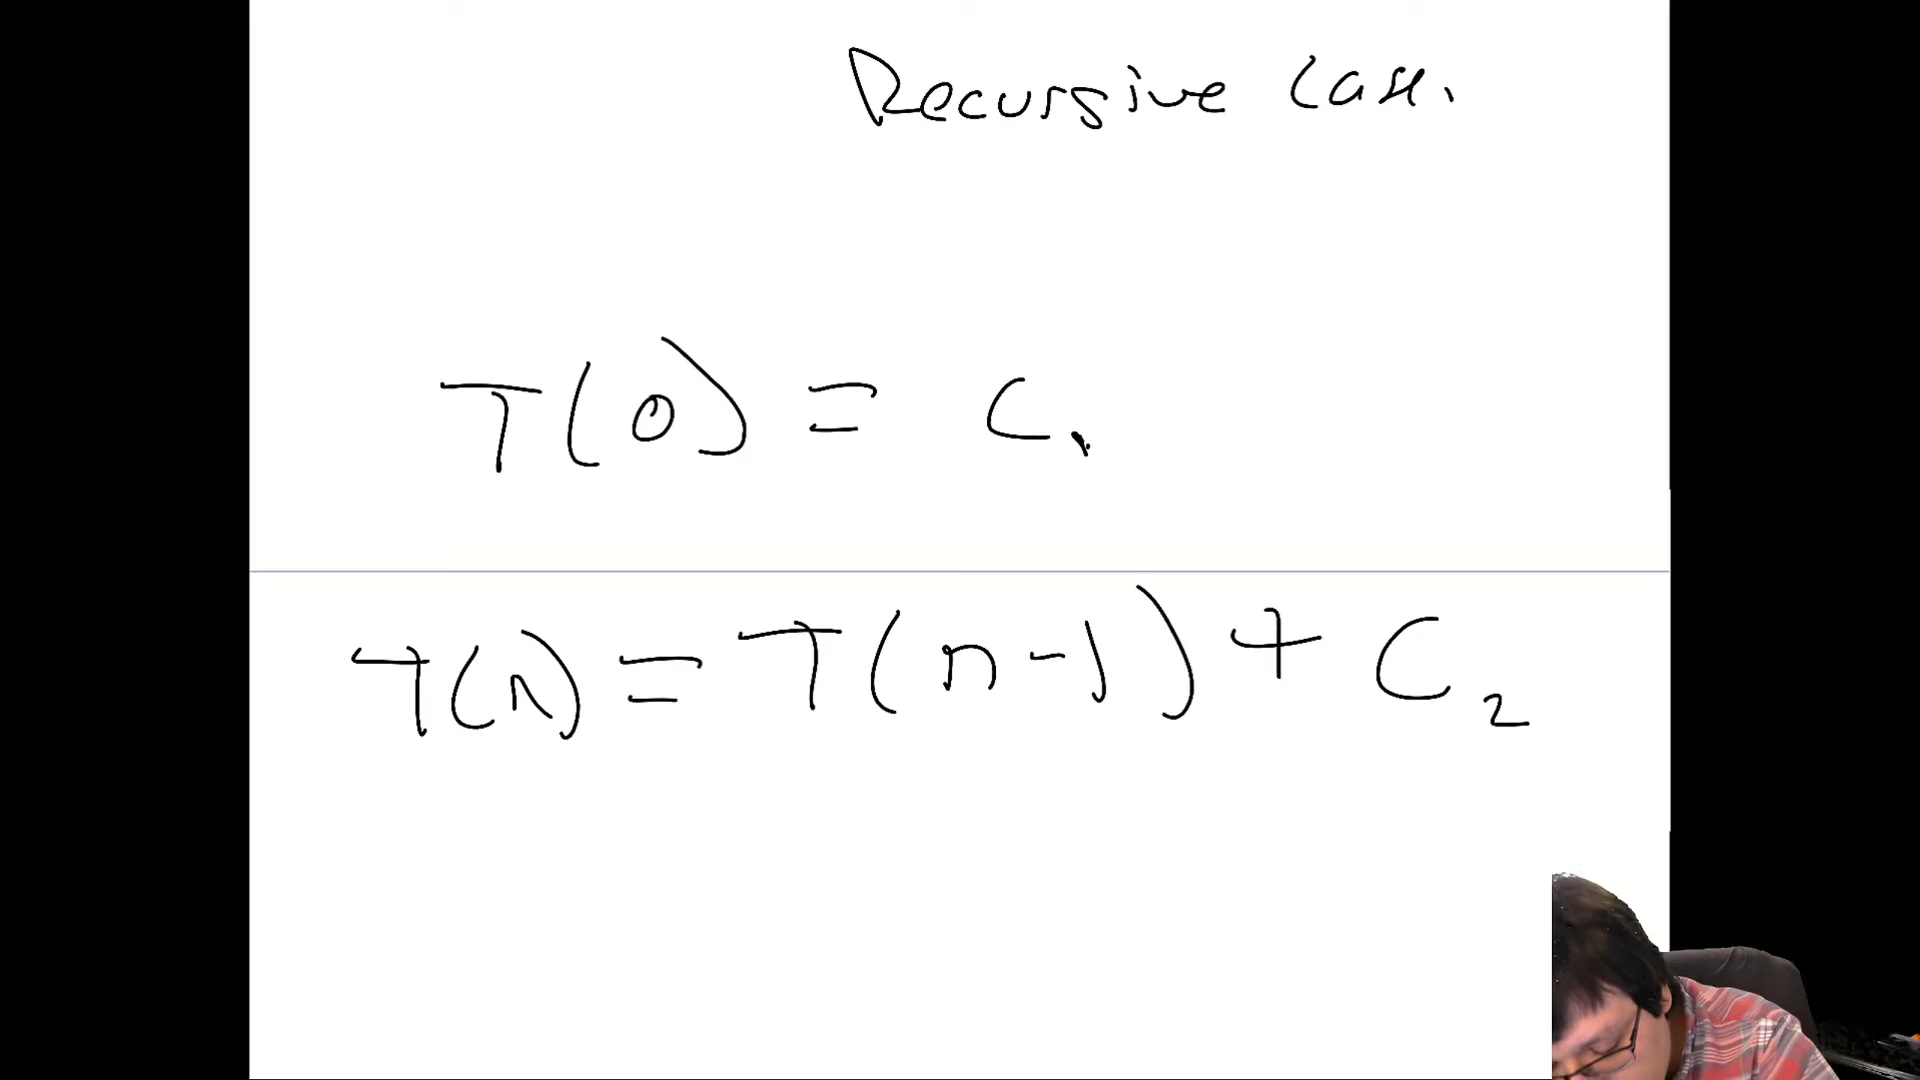 Recursive Case.
T(0) = C₁
T(n) = T(n-1) + C₂